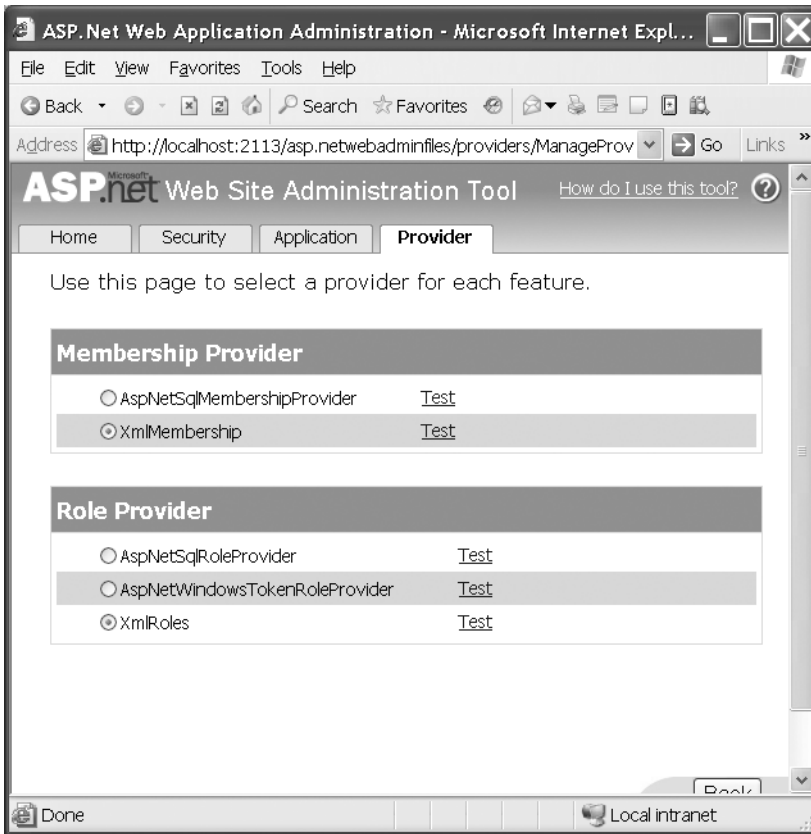 ASP.Net Web Application Administration - Microsoft Internet Expl...
File Edit View Favorites Tools Help
Back Search Favorites
Address http://localhost:2113/asp.netwebadminfiles/providers/ManageProv Go Links »
Microsoft
ASP.net Web Site Administration Tool How do I use this tool? ?
Home Security Application Provider
Use this page to select a provider for each feature.
Membership Provider
AspNetSqlMembershipProvider Test
XmlMembership Test
Role Provider
AspNetSqlRoleProvider Test
AspNetWindowsTokenRoleProvider Test
XmlRoles Test
Back
Done Local intranet